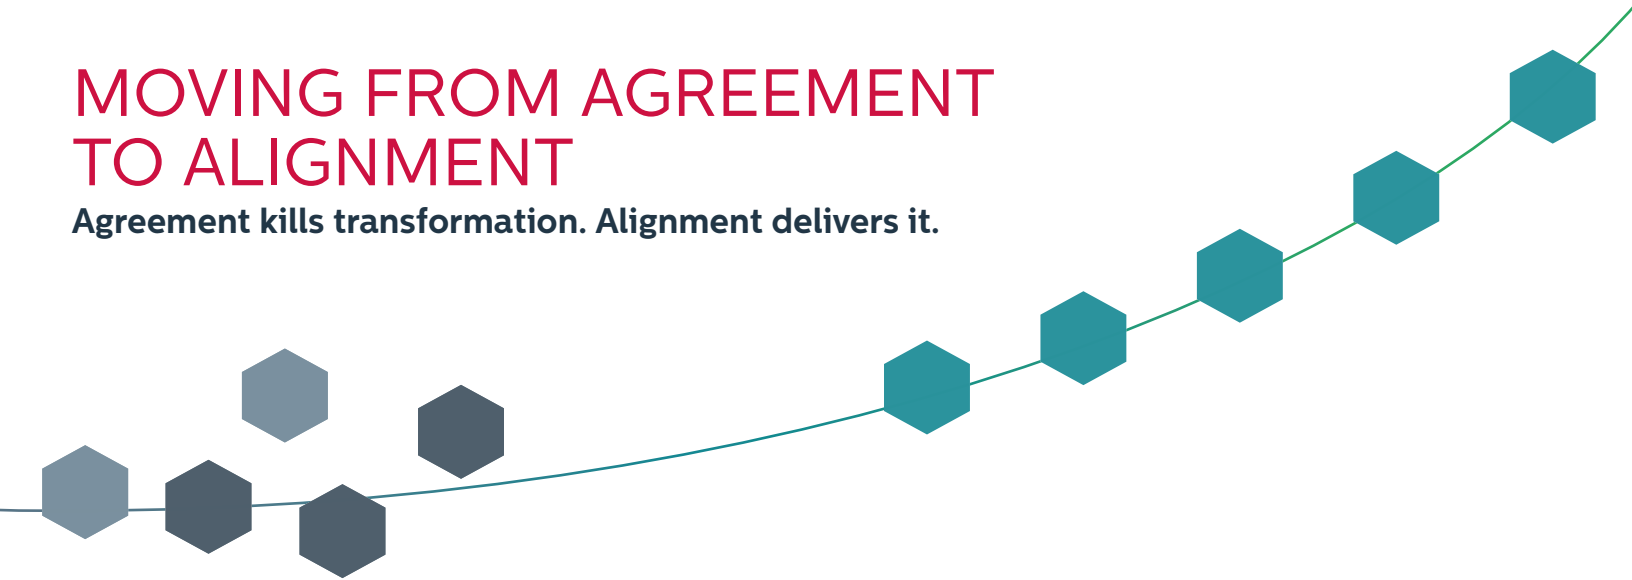 MOVING FROM AGREEMENT
TO ALIGNMENT
Agreement kills transformation. Alignment delivers it.